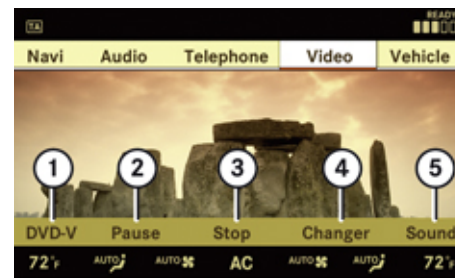 TA READY
Navi Audio Telephone Video Vehicle
1 2 3 4 5
DVD-V Pause Stop Changer Sound
72°F AUTO AUTO AC AUTO AUTO 72°F